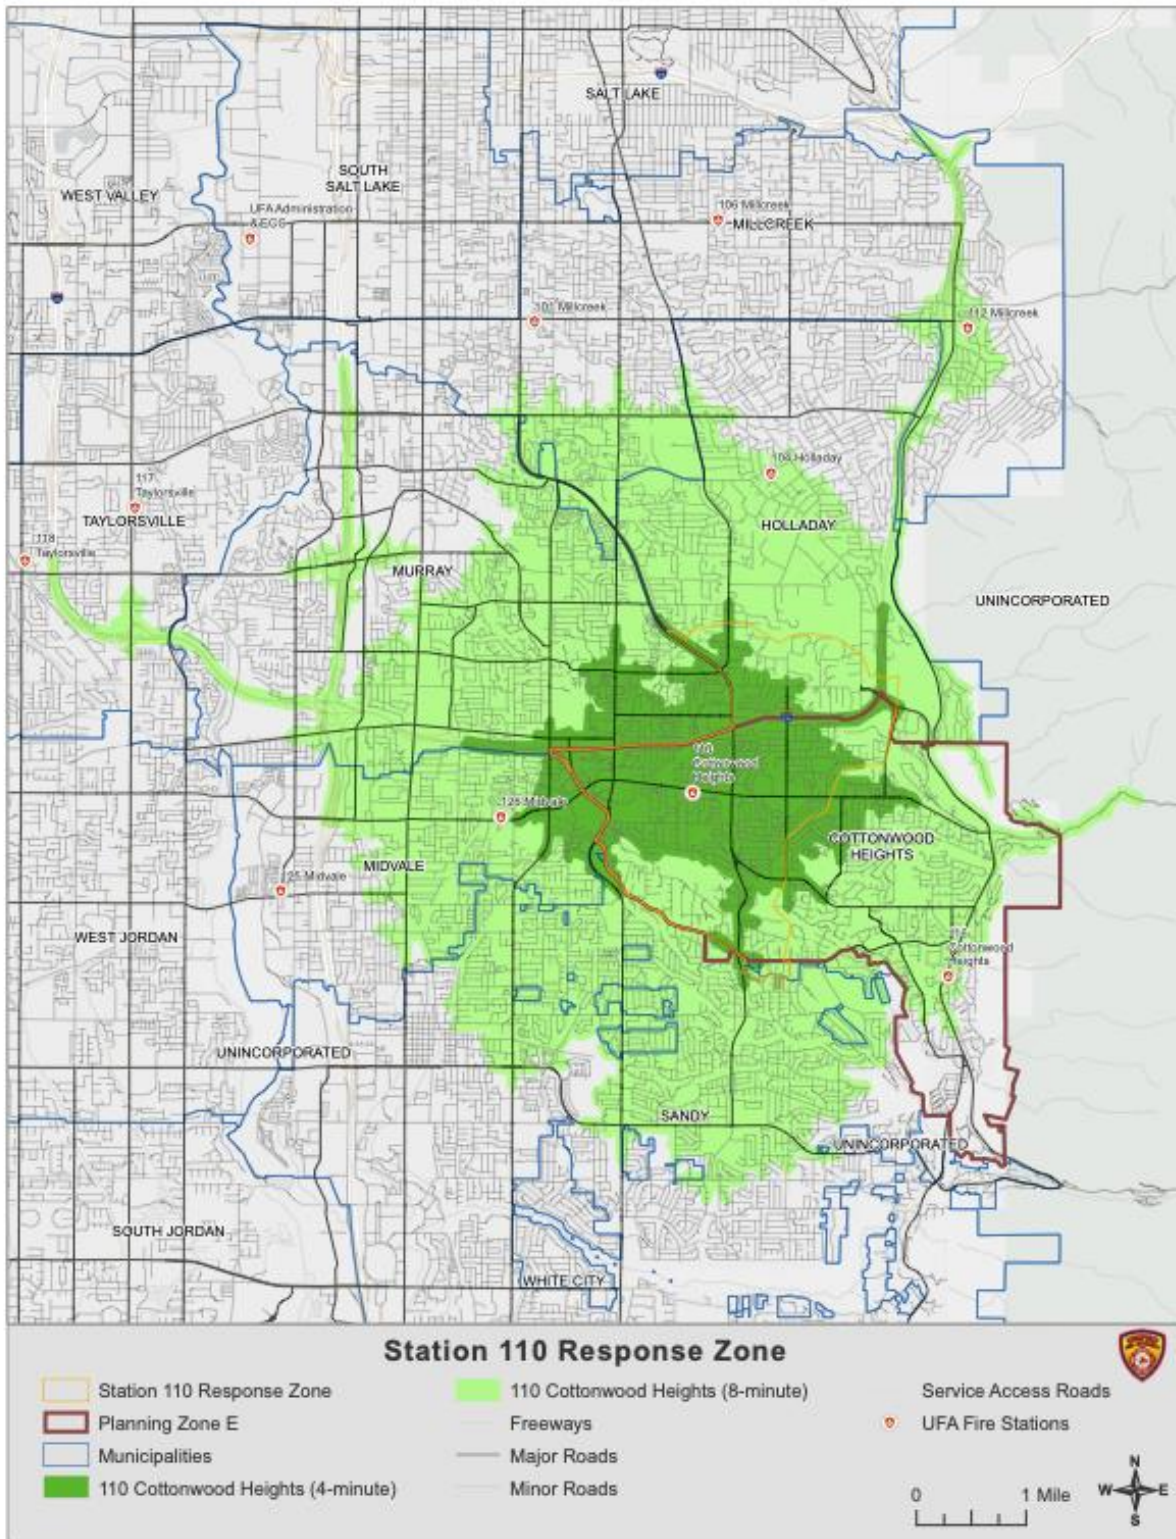 SALT LAKE
SOUTH
SALT LAKE
WEST VALLEY
UFA Administration
& ECC
106 Millcreek
MILLCREEK
101 Millcreek
112 Millcreek
108 Holladay
117
Taylorsville
TAYLORSVILLE
HOLLADAY
118
Taylorsville
MURRAY
UNINCORPORATED
110
Cottonwood
Heights
126 Midvale
COTTONWOOD
HEIGHTS
MIDVALE
125 Midvale
WEST JORDAN
116
Cottonwood
Heights
UNINCORPORATED
SANDY
UNINCORPORATED
SOUTH JORDAN
WHITE CITY
Station 110 Response Zone
Station 110 Response Zone
Planning Zone E
Municipalities
110 Cottonwood Heights (4-minute)
110 Cottonwood Heights (8-minute)
Freeways
Major Roads
Minor Roads
Service Access Roads
UFA Fire Stations
0 1 Mile
N
W E
S